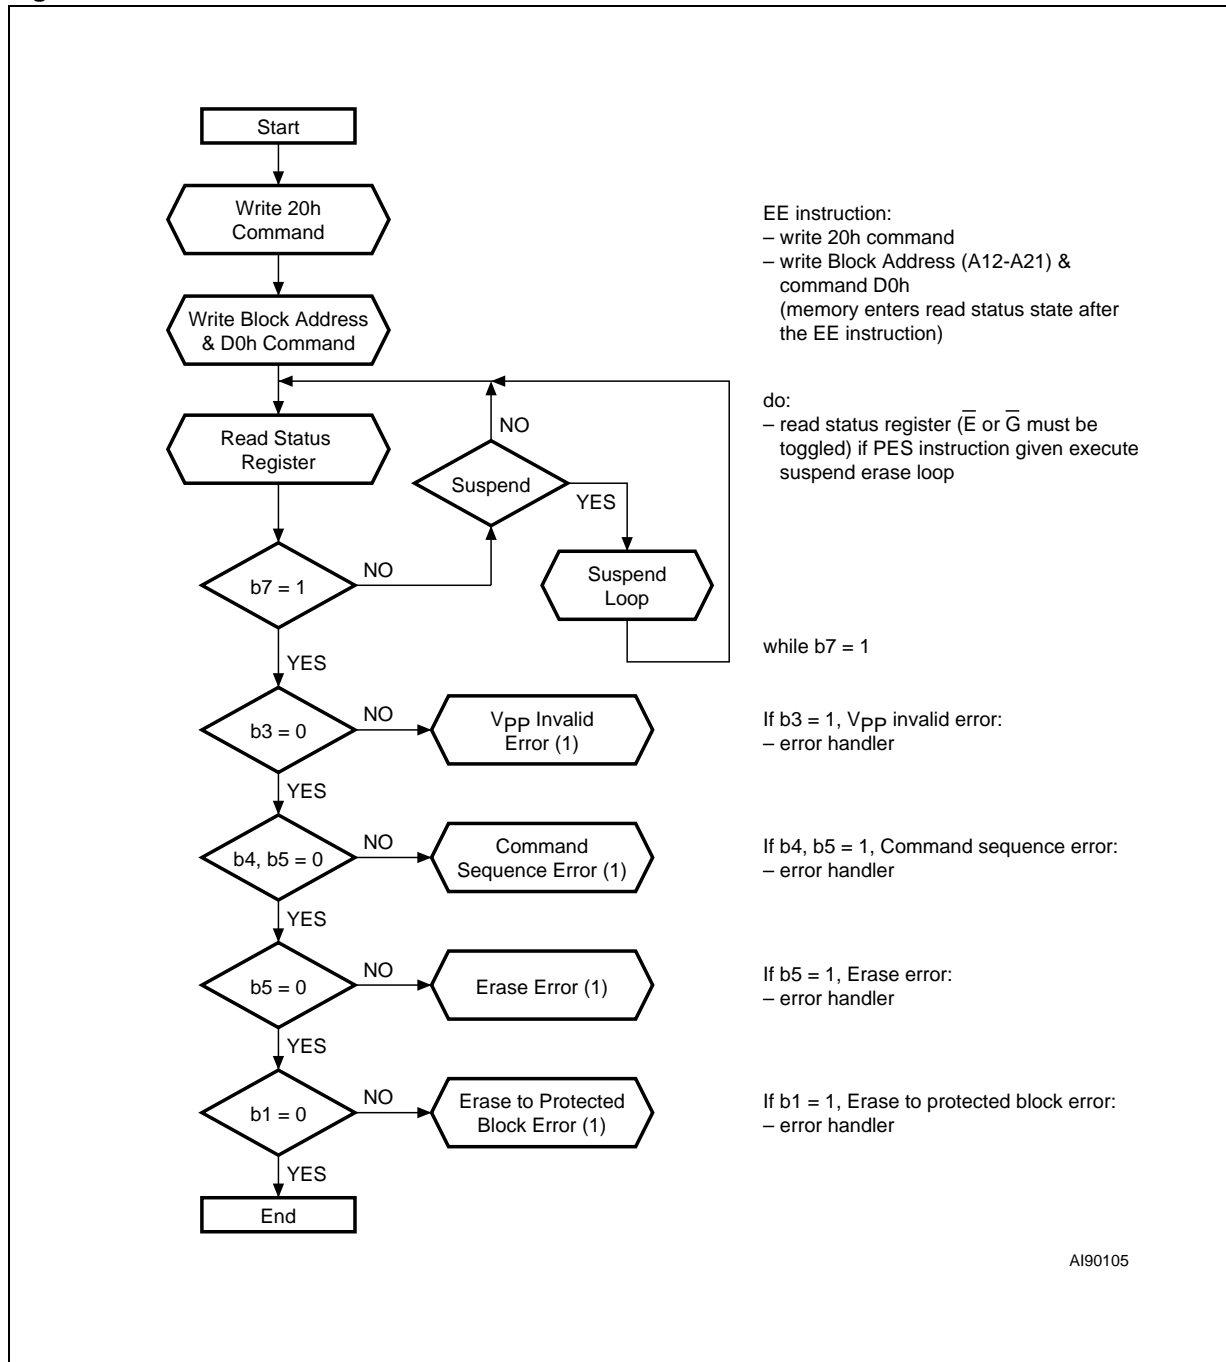 Start
Write 20h
Command
EE instruction:
– write 20h command
– write Block Address (A12-A21) &
command D0h
(memory enters read status state after
the EE instruction)
Write Block Address
& D0h Command
do:
– read status register (E̅ or G̅ must be
toggled) if PES instruction given execute
suspend erase loop
Read Status
Register
NO
Suspend
YES
b7 = 1
NO
Suspend
Loop
while b7 = 1
YES
b3 = 0
NO
VPP Invalid
Error (1)
If b3 = 1, VPP invalid error:
– error handler
YES
b4, b5 = 0
NO
Command
Sequence Error (1)
If b4, b5 = 1, Command sequence error:
– error handler
YES
b5 = 0
NO
Erase Error (1)
If b5 = 1, Erase error:
– error handler
YES
b1 = 0
NO
Erase to Protected
Block Error (1)
If b1 = 1, Erase to protected block error:
– error handler
YES
End
AI90105